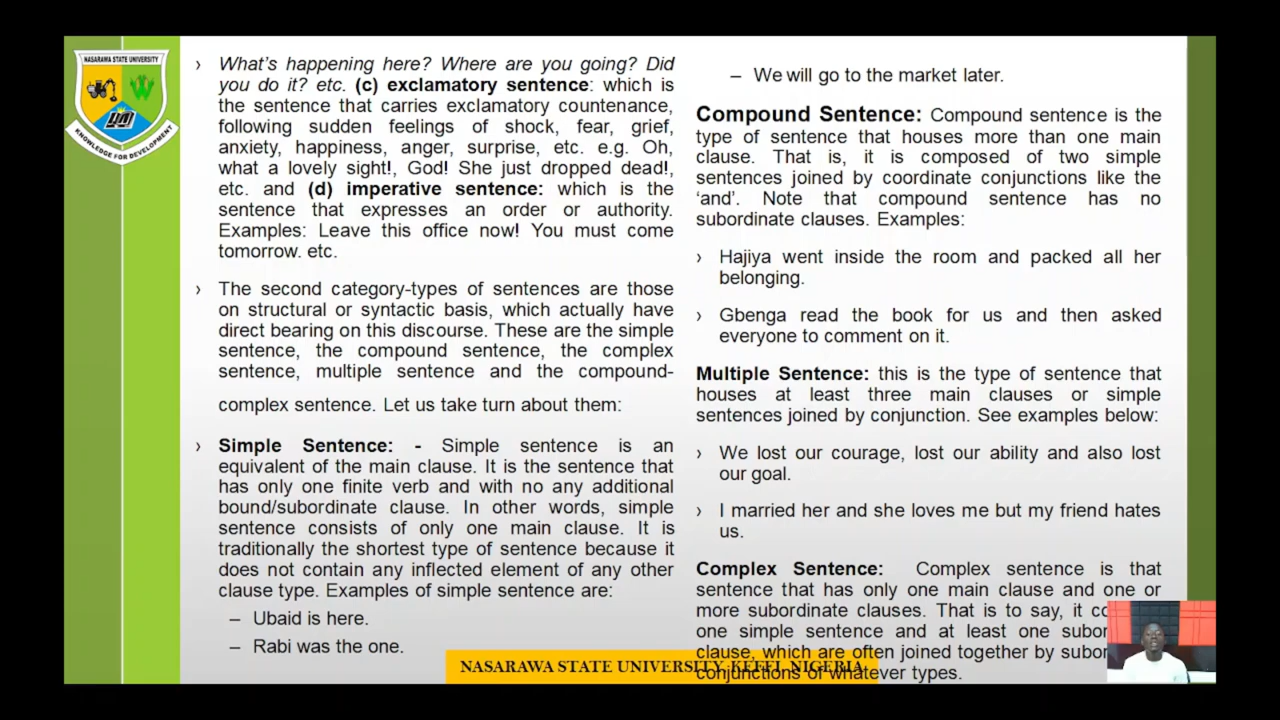 NASARAWA STATE UNIVERSITY
KNOWLEDGE FOR DEVELOPMENT
› What's happening here? Where are you going? Did
you do it? etc. (c) exclamatory sentence: which is
the sentence that carries exclamatory countenance,
following sudden feelings of shock, fear, grief,
anxiety, happiness, anger, surprise, etc. e.g. Oh,
what a lovely sight!, God! She just dropped dead!,
etc. and (d) imperative sentence: which is the
sentence that expresses an order or authority.
Examples: Leave this office now! You must come
tomorrow. etc.
› The second category-types of sentences are those
on structural or syntactic basis, which actually have
direct bearing on this discourse. These are the simple
sentence, the compound sentence, the complex
sentence, multiple sentence and the compound-
complex sentence. Let us take turn about them:
› Simple Sentence: - Simple sentence is an
equivalent of the main clause. It is the sentence that
has only one finite verb and with no any additional
bound/subordinate clause. In other words, simple
sentence consists of only one main clause. It is
traditionally the shortest type of sentence because it
does not contain any inflected element of any other
clause type. Examples of simple sentence are:
– Ubaid is here.
– Rabi was the one.
– We will go to the market later.
Compound Sentence: Compound sentence is the
type of sentence that houses more than one main
clause. That is, it is composed of two simple
sentences joined by coordinate conjunctions like the
'and'. Note that compound sentence has no
subordinate clauses. Examples:
› Hajiya went inside the room and packed all her
belonging.
› Gbenga read the book for us and then asked
everyone to comment on it.
Multiple Sentence: this is the type of sentence that
houses at least three main clauses or simple
sentences joined by conjunction. See examples below:
› We lost our courage, lost our ability and also lost
our goal.
› I married her and she loves me but my friend hates
us.
Complex Sentence: Complex sentence is that
sentence that has only one main clause and one or
more subordinate clauses. That is to say, it
one simple sentence and at least one
clause, which are often joined together by
conjunctions of whatever types.
NASARAWA STATE UNIVERSITY, KEFFI, NIGERIA